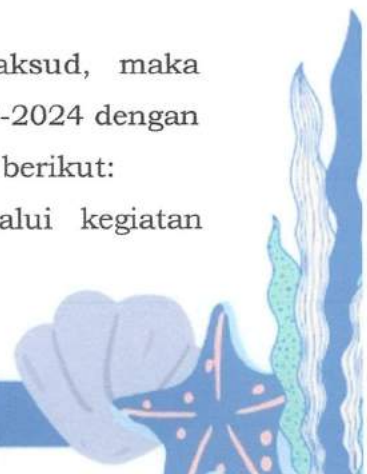 aksud, maka
-2024 dengan
berikut:
alui kegiatan